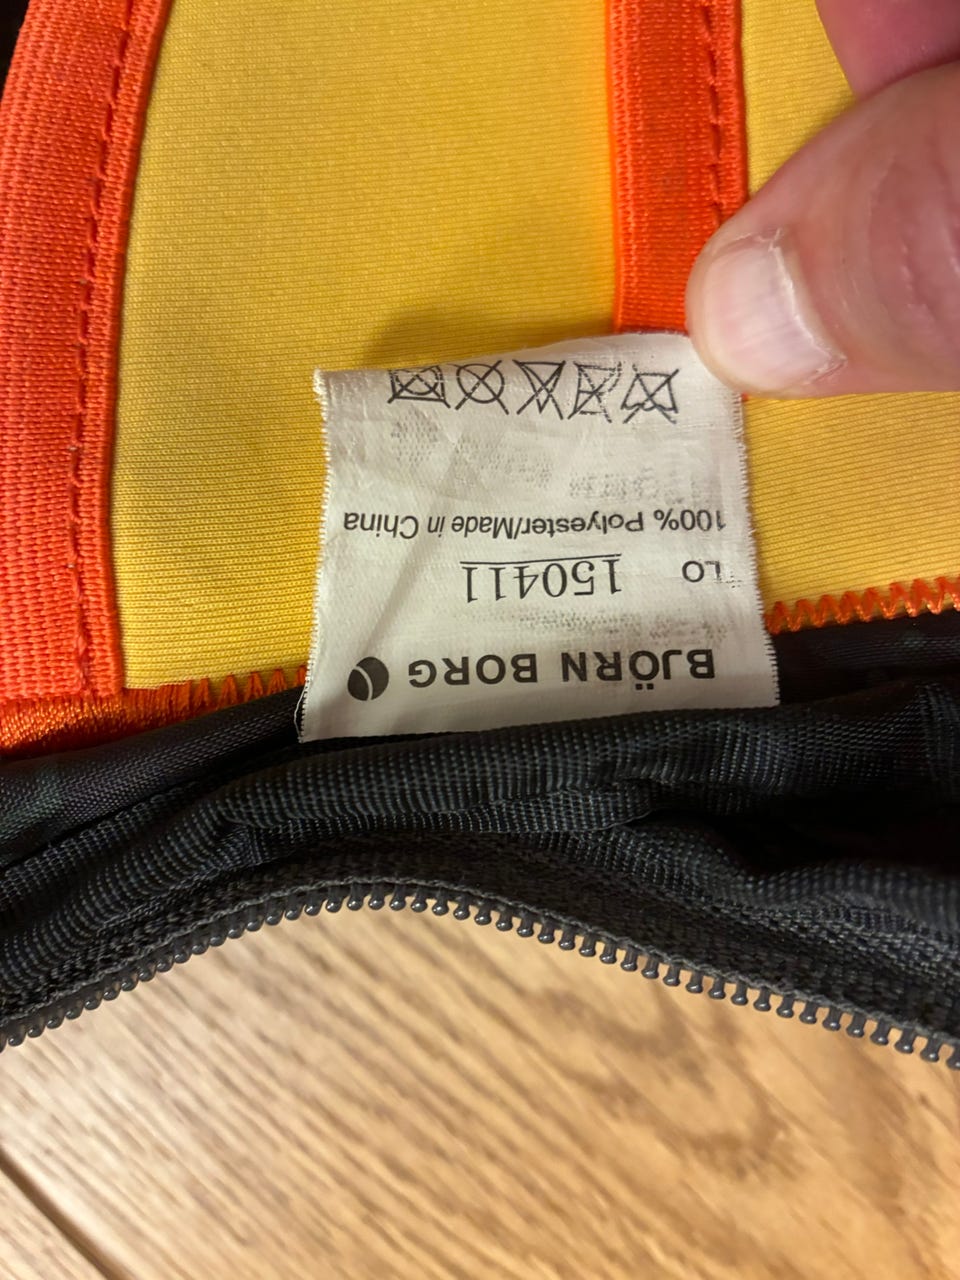 BJÖRN BORG
LO 150411
100% Polyester/Made in China